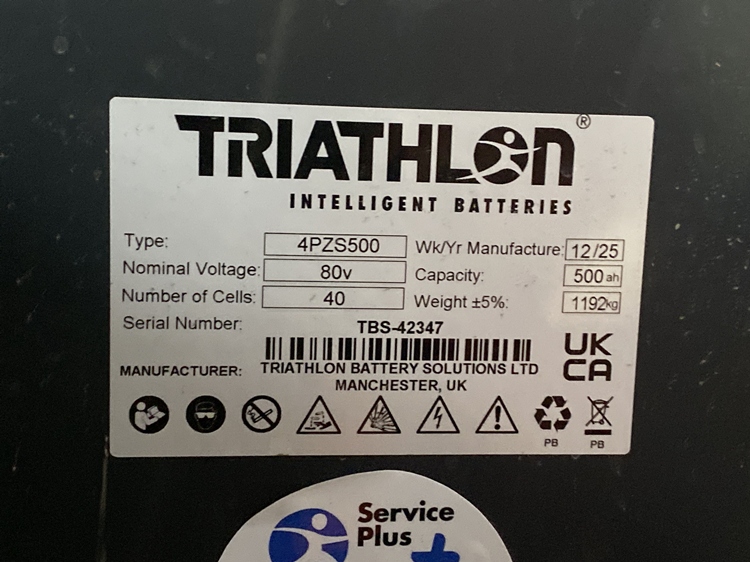 TRIATHLON®
INTELLIGENT BATTERIES
Type: 4PZS500 Wk/Yr Manufacture: 12/25
Nominal Voltage: 80v Capacity: 500 ah
Number of Cells: 40 Weight ±5%: 1192kg
Serial Number: TBS-42347
UK
CA
MANUFACTURER: TRIATHLON BATTERY SOLUTIONS LTD
MANCHESTER, UK
PB PB
Service
Plus